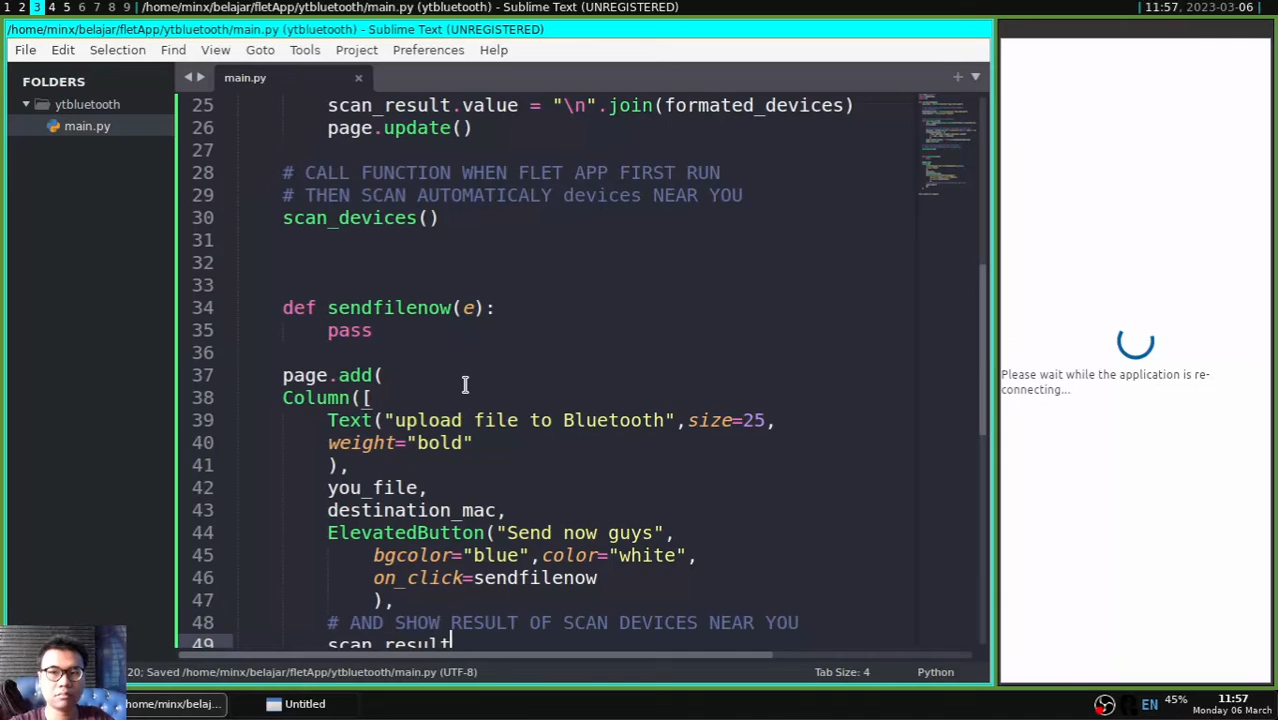 1 2 3 4 5 6 7 8 9 /home/minx/belajar/fletApp/ytbluetooth/main.py (ytbluetooth) - Sublime Text (UNREGISTERED) 11:57, 2023-03-06
/home/minx/belajar/fletApp/ytbluetooth/main.py (ytbluetooth) - Sublime Text (UNREGISTERED)
File Edit Selection Find View Goto Tools Project Preferences Help
FOLDERS
ytbluetooth
main.py
main.py
25 scan_result.value = "\n".join(formated_devices)
26 page.update()
27
28 # CALL FUNCTION WHEN FLET APP FIRST RUN
29 # THEN SCAN AUTOMATICALY devices NEAR YOU
30 scan_devices()
31
32
33
34 def sendfilenow(e):
35 pass
36
37 page.add(
38 Column([
39 Text("upload file to Bluetooth",size=25,
40 weight="bold"
41 ),
42 you_file,
43 destination_mac,
44 ElevatedButton("Send now guys",
45 bgcolor="blue",color="white",
46 on_click=sendfilenow
47 ),
48 # AND SHOW RESULT OF SCAN DEVICES NEAR YOU
49 scan_result
Please wait while the application is re-
connecting...
20; Saved /home/minx/belajar/fletApp/ytbluetooth/main.py (UTF-8) Tab Size: 4 Python
/home/minx/belaj... Untitled EN 45% 11:57
Monday 06 March